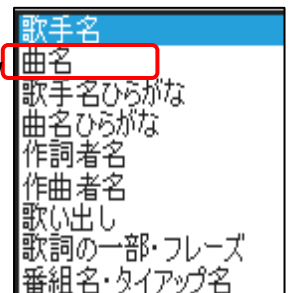 歌手名
曲名
歌手名ひらがな
曲名ひらがな
作詞者名
作曲者名
歌い出し
歌詞の一部・フレーズ
番組名・タイアップ名